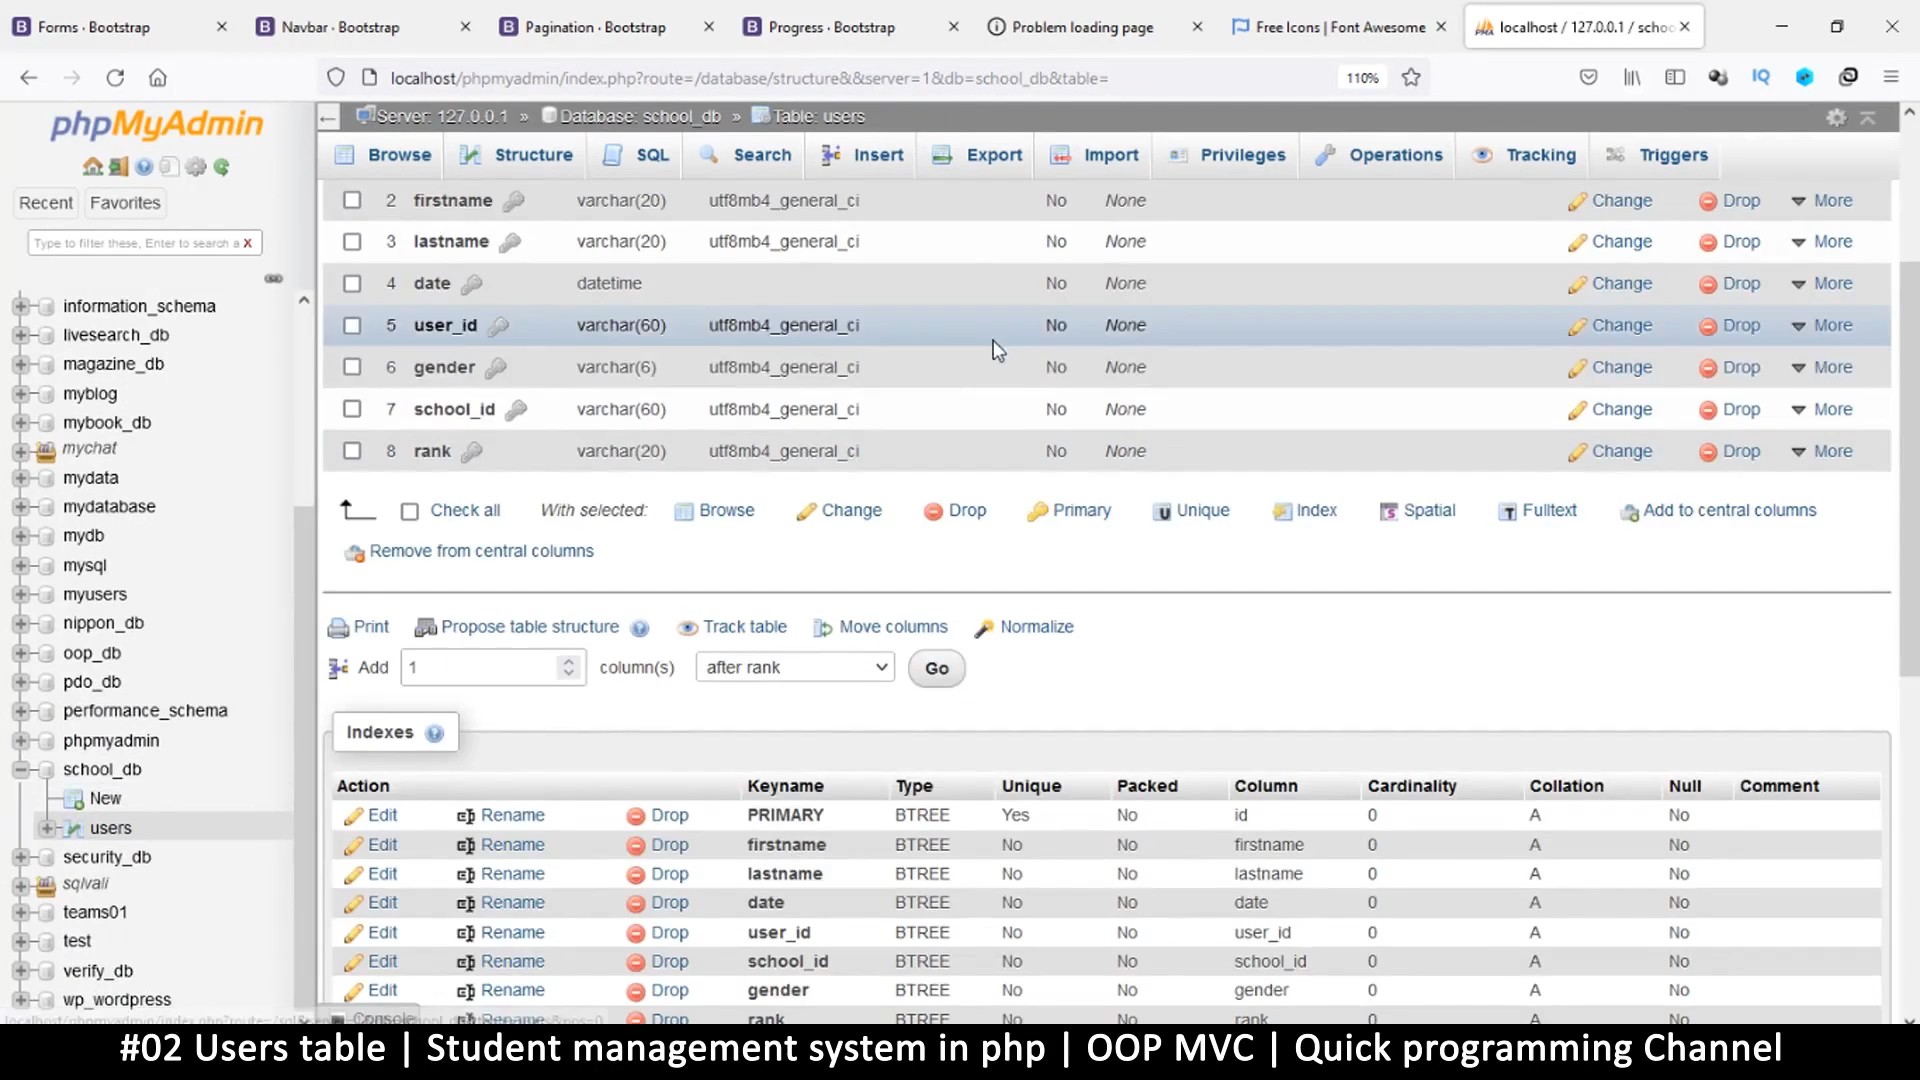 Forms · Bootstrap
Navbar · Bootstrap
Pagination · Bootstrap
Progress · Bootstrap
Problem loading page
Free Icons | Font Awesome
localhost / 127.0.0.1 / schoo
localhost/phpmyadmin/index.php?route=/database/structure&&server=1&db=school_db&table=
110%
IQ
phpMyAdmin
Recent Favorites
Type to filter these, Enter to search a X
information_schema
livesearch_db
magazine_db
myblog
mybook_db
mychat
mydata
mydatabase
mydb
mysql
myusers
nippon_db
oop_db
pdo_db
performance_schema
phpmyadmin
school_db
New
users
security_db
sqlvali
teams01
test
verify_db
wp_wordpress
Server: 127.0.0.1 » Database: school_db » Table: users
Browse Structure SQL Search Insert Export Import Privileges Operations Tracking Triggers
2 firstname varchar(20) utf8mb4_general_ci No None Change Drop More
3 lastname varchar(20) utf8mb4_general_ci No None Change Drop More
4 date datetime No None Change Drop More
5 user_id varchar(60) utf8mb4_general_ci No None Change Drop More
6 gender varchar(6) utf8mb4_general_ci No None Change Drop More
7 school_id varchar(60) utf8mb4_general_ci No None Change Drop More
8 rank varchar(20) utf8mb4_general_ci No None Change Drop More
Check all With selected: Browse Change Drop Primary Unique Index Spatial Fulltext Add to central columns
Remove from central columns
Print Propose table structure Track table Move columns Normalize
Add 1 column(s) after rank Go
Indexes
Action Keyname Type Unique Packed Column Cardinality Collation Null Comment
Edit Rename Drop PRIMARY BTREE Yes No id 0 A No
Edit Rename Drop firstname BTREE No No firstname 0 A No
Edit Rename Drop lastname BTREE No No lastname 0 A No
Edit Rename Drop date BTREE No No date 0 A No
Edit Rename Drop user_id BTREE No No user_id 0 A No
Edit Rename Drop school_id BTREE No No school_id 0 A No
Edit Rename Drop gender BTREE No No gender 0 A No
Console Rename Drop rank BTREE No No rank 0 A No
#02 Users table | Student management system in php | OOP MVC | Quick programming Channel